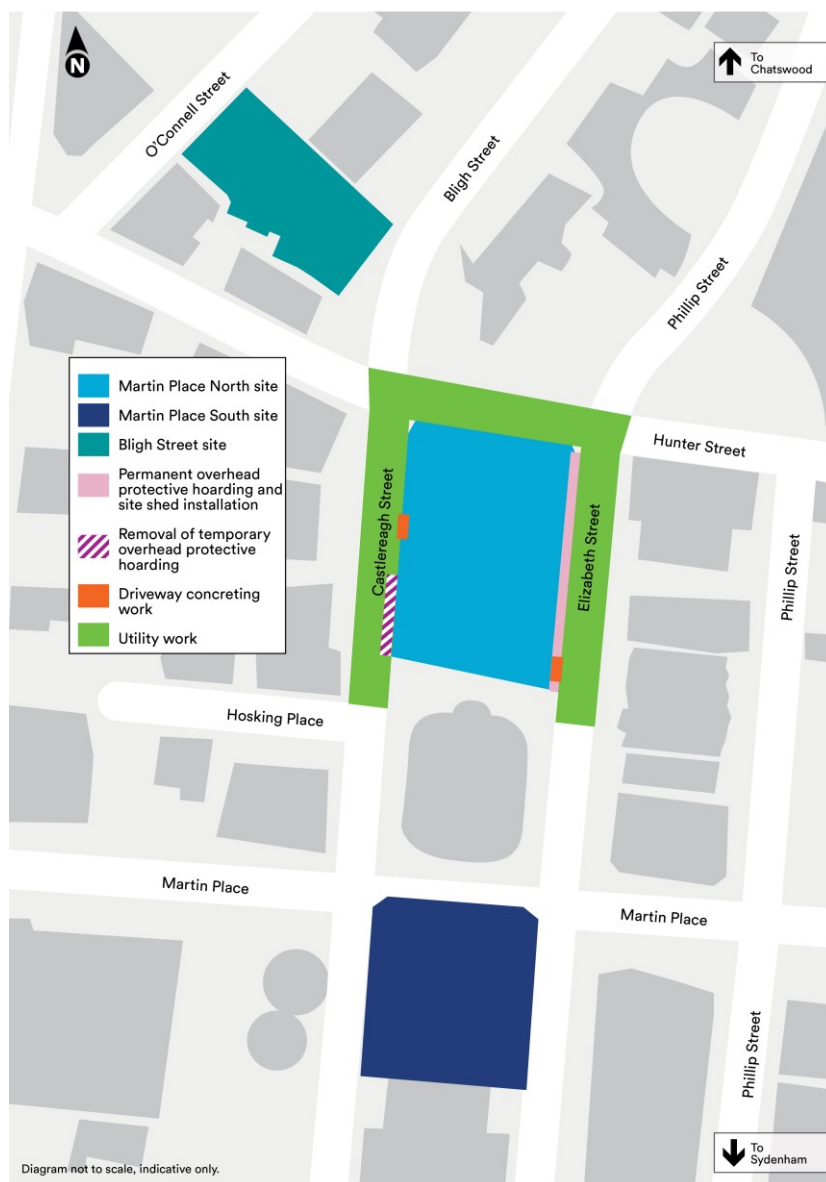 N
To
Chatswood
O'Connell Street
Bligh Street
Phillip Street
Martin Place North site
Martin Place South site
Bligh Street site
Permanent overhead
protective hoarding and
site shed installation
Removal of temporary
overhead protective
hoarding
Driveway concreting
work
Utility work
Hunter Street
Castlereagh Street
Elizabeth Street
Phillip Street
Hosking Place
Martin Place
Martin Place
Phillip Street
Diagram not to scale, indicative only.
To
Sydenham